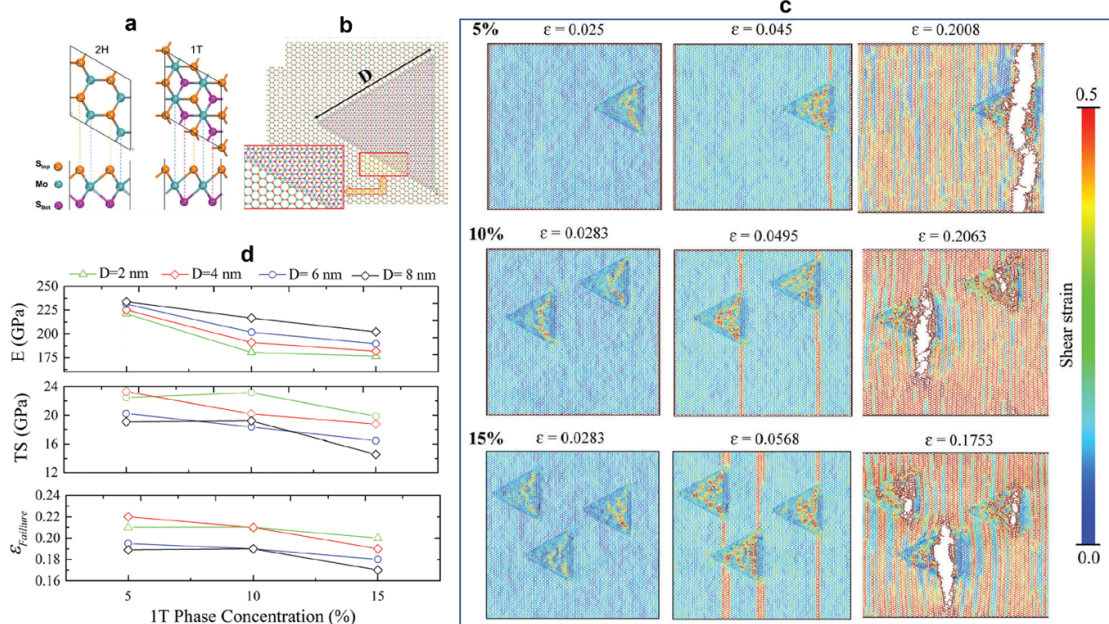 a
2H
1T
S Top
Mo
S Bot
b
D
c
5%
ε = 0.025
ε = 0.045
ε = 0.2008
10%
ε = 0.0283
ε = 0.0495
ε = 0.2063
15%
ε = 0.0283
ε = 0.0568
ε = 0.1753
0.5
Shear strain
0.0
d
D=2 nm
D=4 nm
D= 6 nm
D= 8 nm
E (GPa)
250
225
200
175
TS (GPa)
24
20
16
12
ε Failure
0.24
0.22
0.20
0.18
0.16
5
10
15
1T Phase Concentration (%)